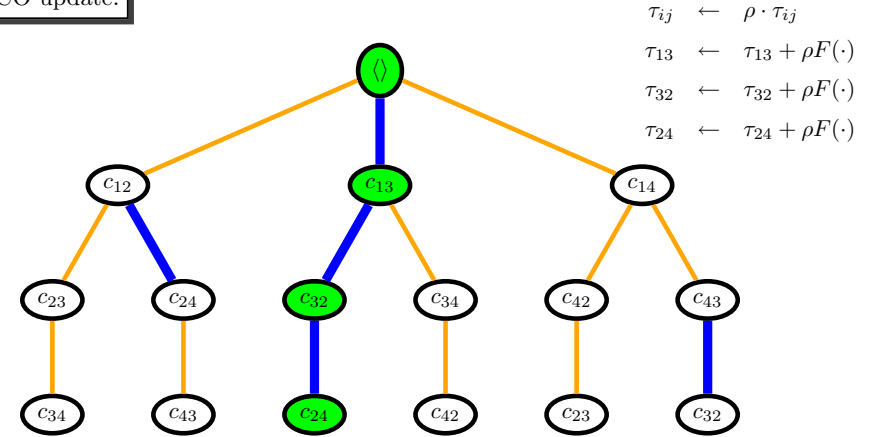 CO update.
τ_ij ← ρ · τ_ij
τ_13 ← τ_13 + ρF(·)
τ_32 ← τ_32 + ρF(·)
τ_24 ← τ_24 + ρF(·)
⟨⟩
c_12 c_13 c_14
c_23 c_24 c_32 c_34 c_42 c_43
c_34 c_43 c_24 c_42 c_23 c_32